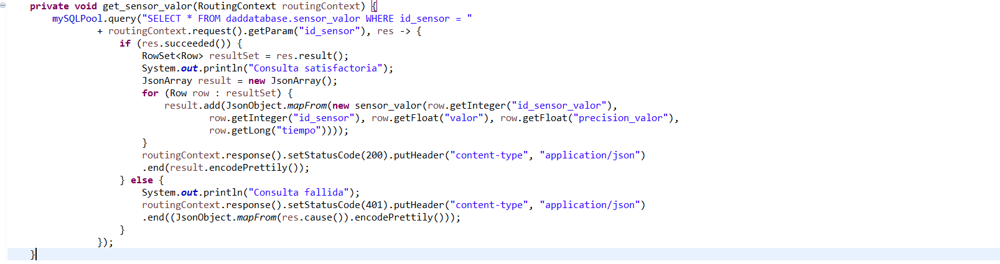 private void get_sensor_valor(RoutingContext routingContext) {
mySQLPool.query("SELECT * FROM daddatabase.sensor_valor WHERE id_sensor = "
+ routingContext.request().getParam("id_sensor"), res -> {
if (res.succeeded()) {
RowSet<Row> resultSet = res.result();
System.out.println("Consulta satisfactoria");
JsonArray result = new JsonArray();
for (Row row : resultSet) {
result.add(JsonObject.mapFrom(new sensor_valor(row.getInteger("id_sensor_valor"),
row.getInteger("id_sensor"), row.getFloat("valor"), row.getFloat("precision_valor"),
row.getLong("tiempo"))));
}
routingContext.response().setStatusCode(200).putHeader("content-type", "application/json")
.end(result.encodePrettily());
} else {
System.out.println("Consulta fallida");
routingContext.response().setStatusCode(401).putHeader("content-type", "application/json")
.end((JsonObject.mapFrom(res.cause()).encodePrettily()));
}
});
}